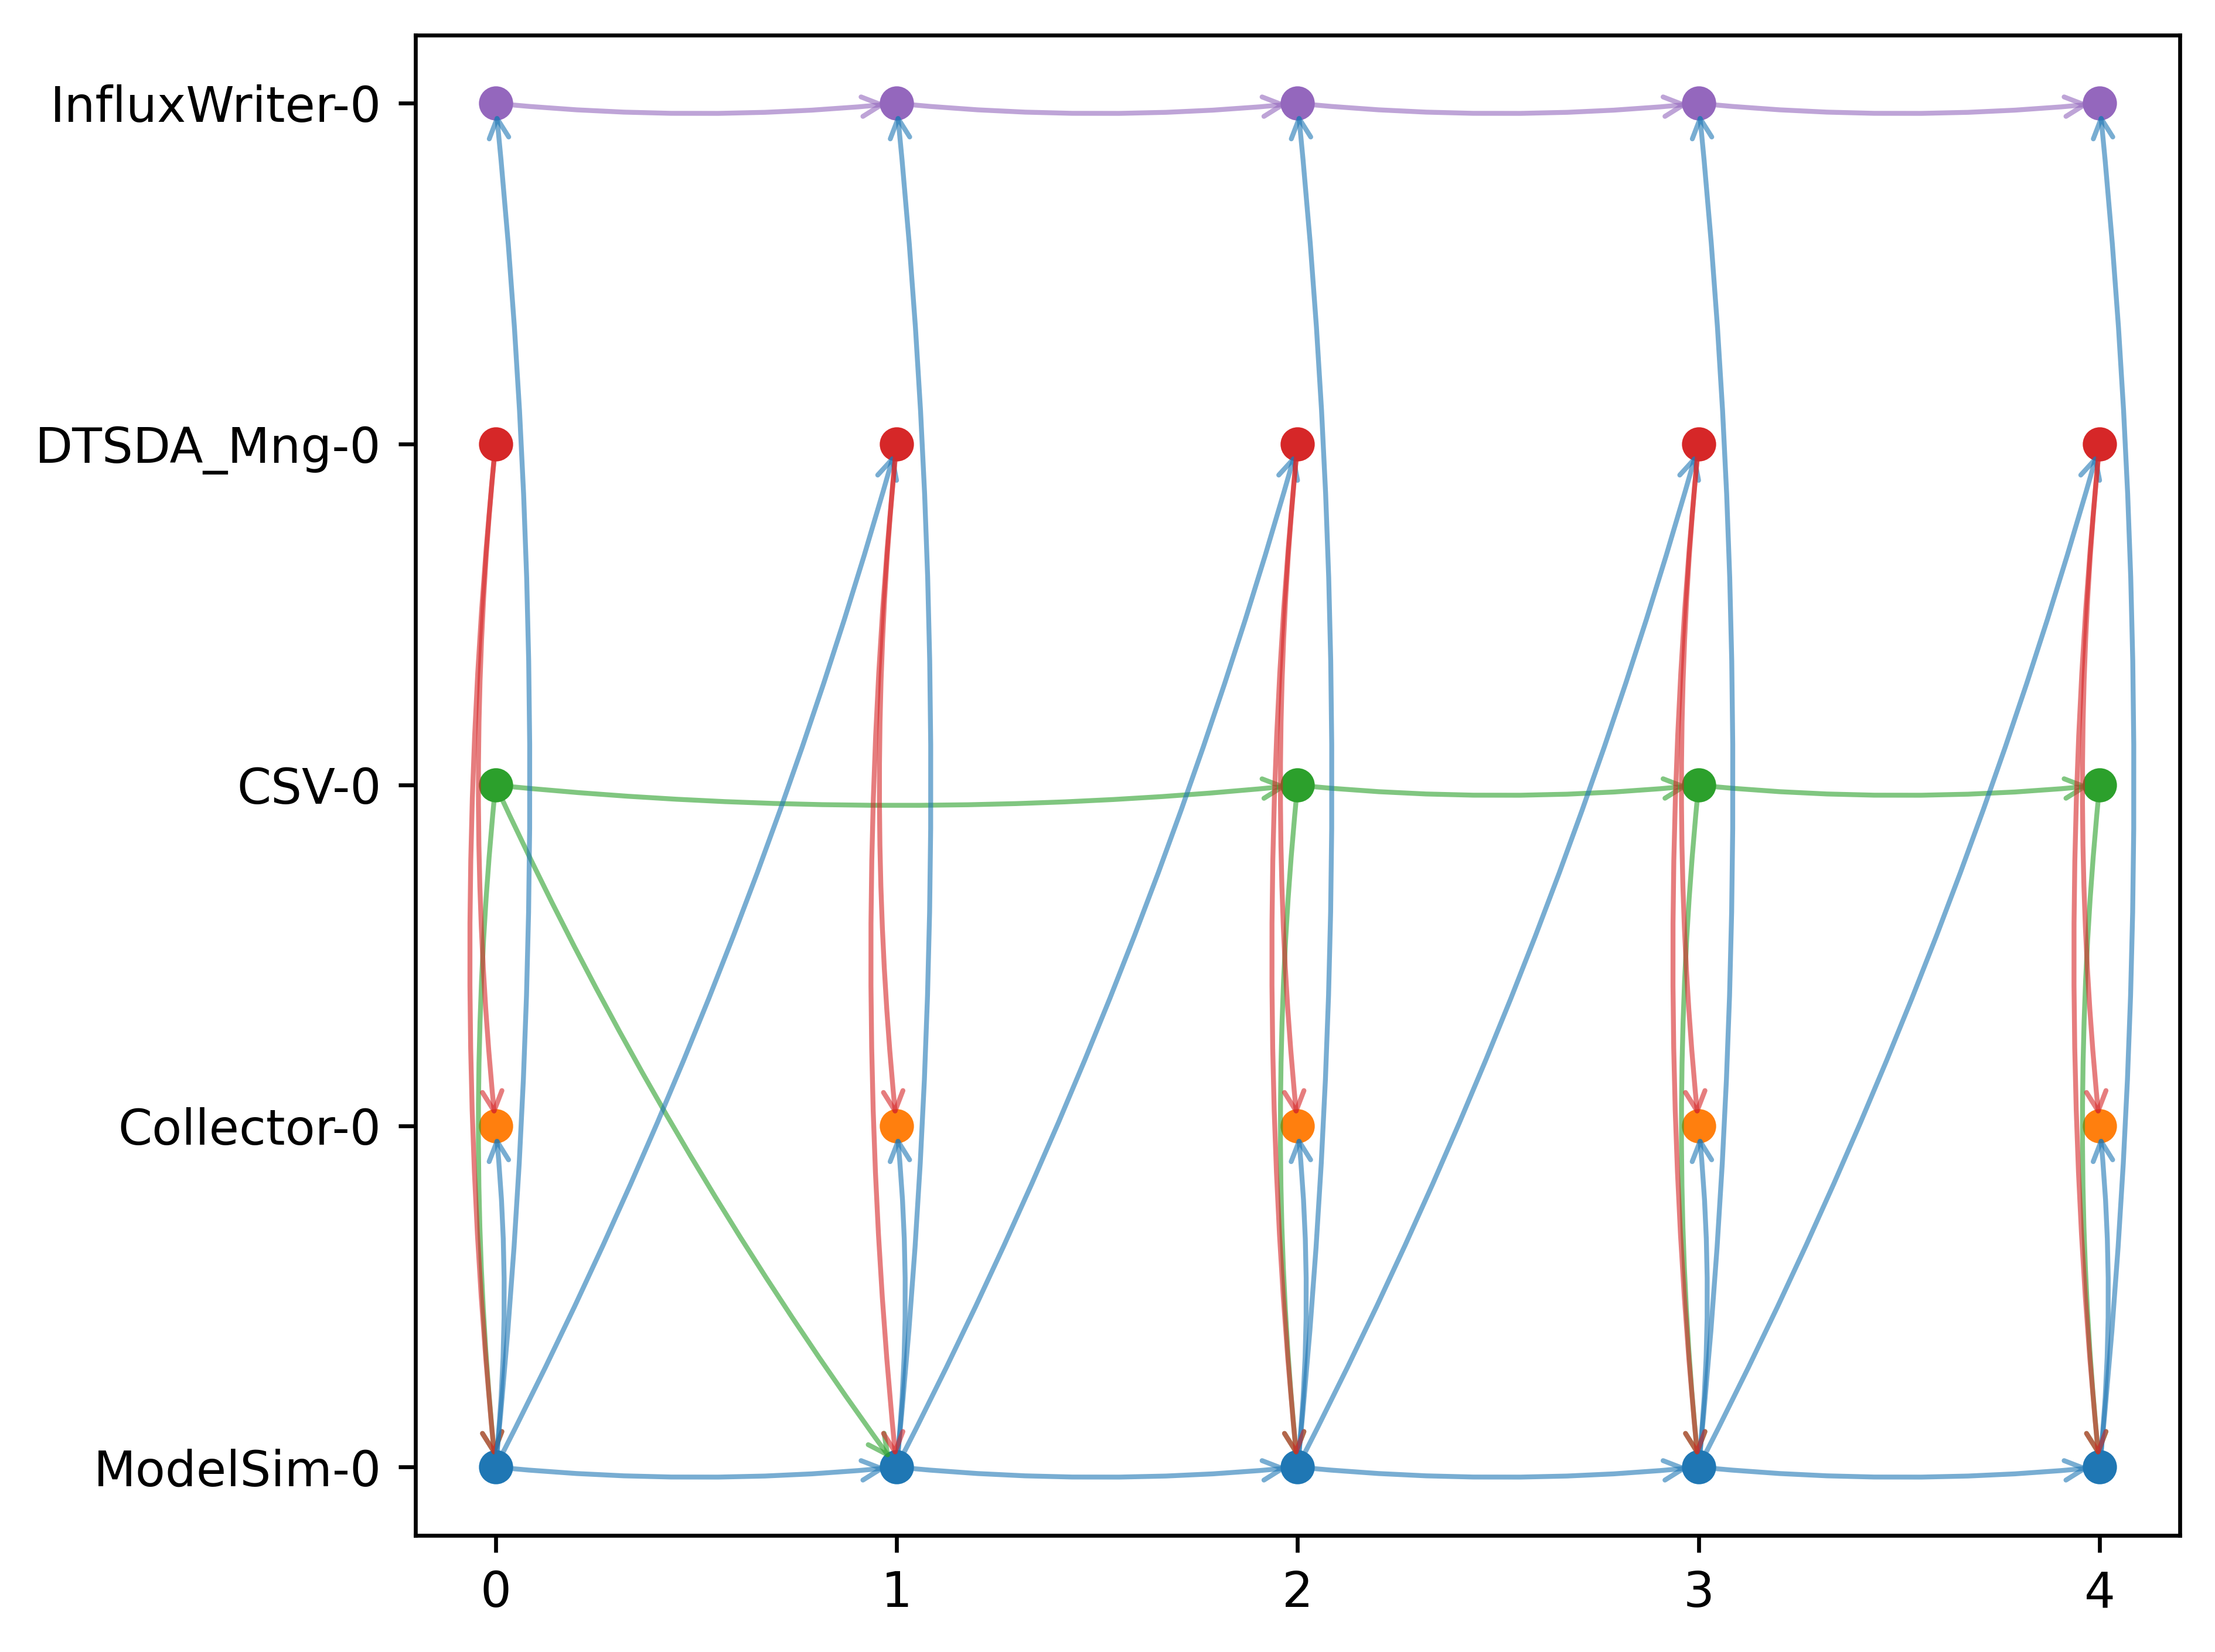 InfluxWriter-0
DTSDA_Mng-0
CSV-0
Collector-0
ModelSim-0
0 1 2 3 4